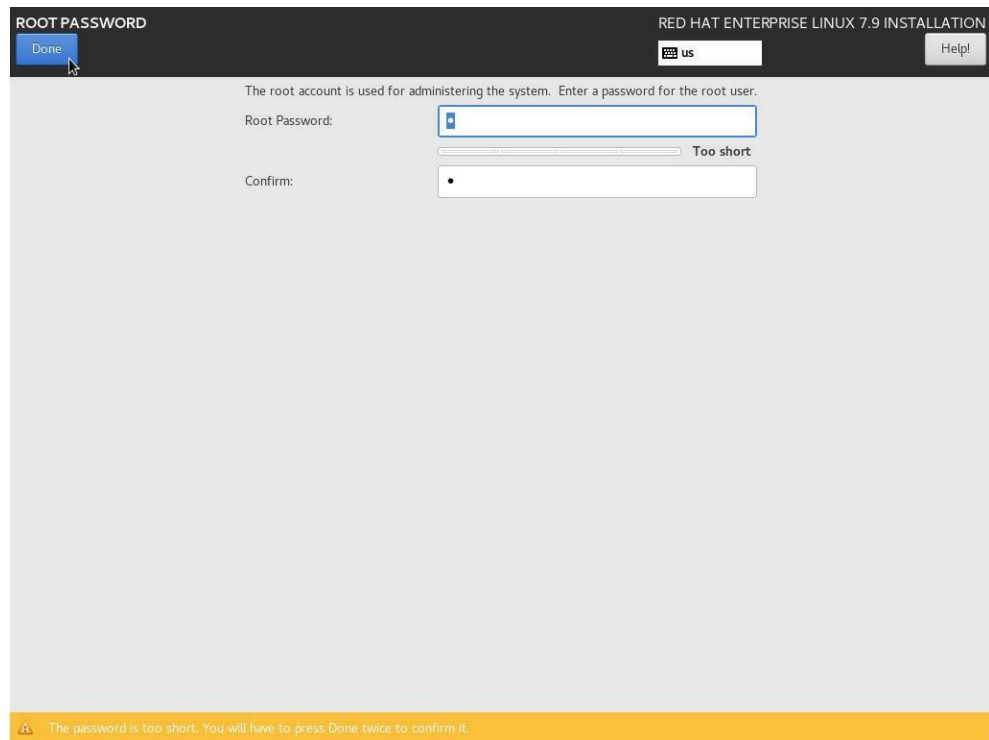 ROOT PASSWORD
RED HAT ENTERPRISE LINUX 7.9 INSTALLATION
Done
us
Help!
The root account is used for administering the system.  Enter a password for the root user.
Root Password:
Too short
Confirm:
The password is too short. You will have to press Done twice to confirm it.